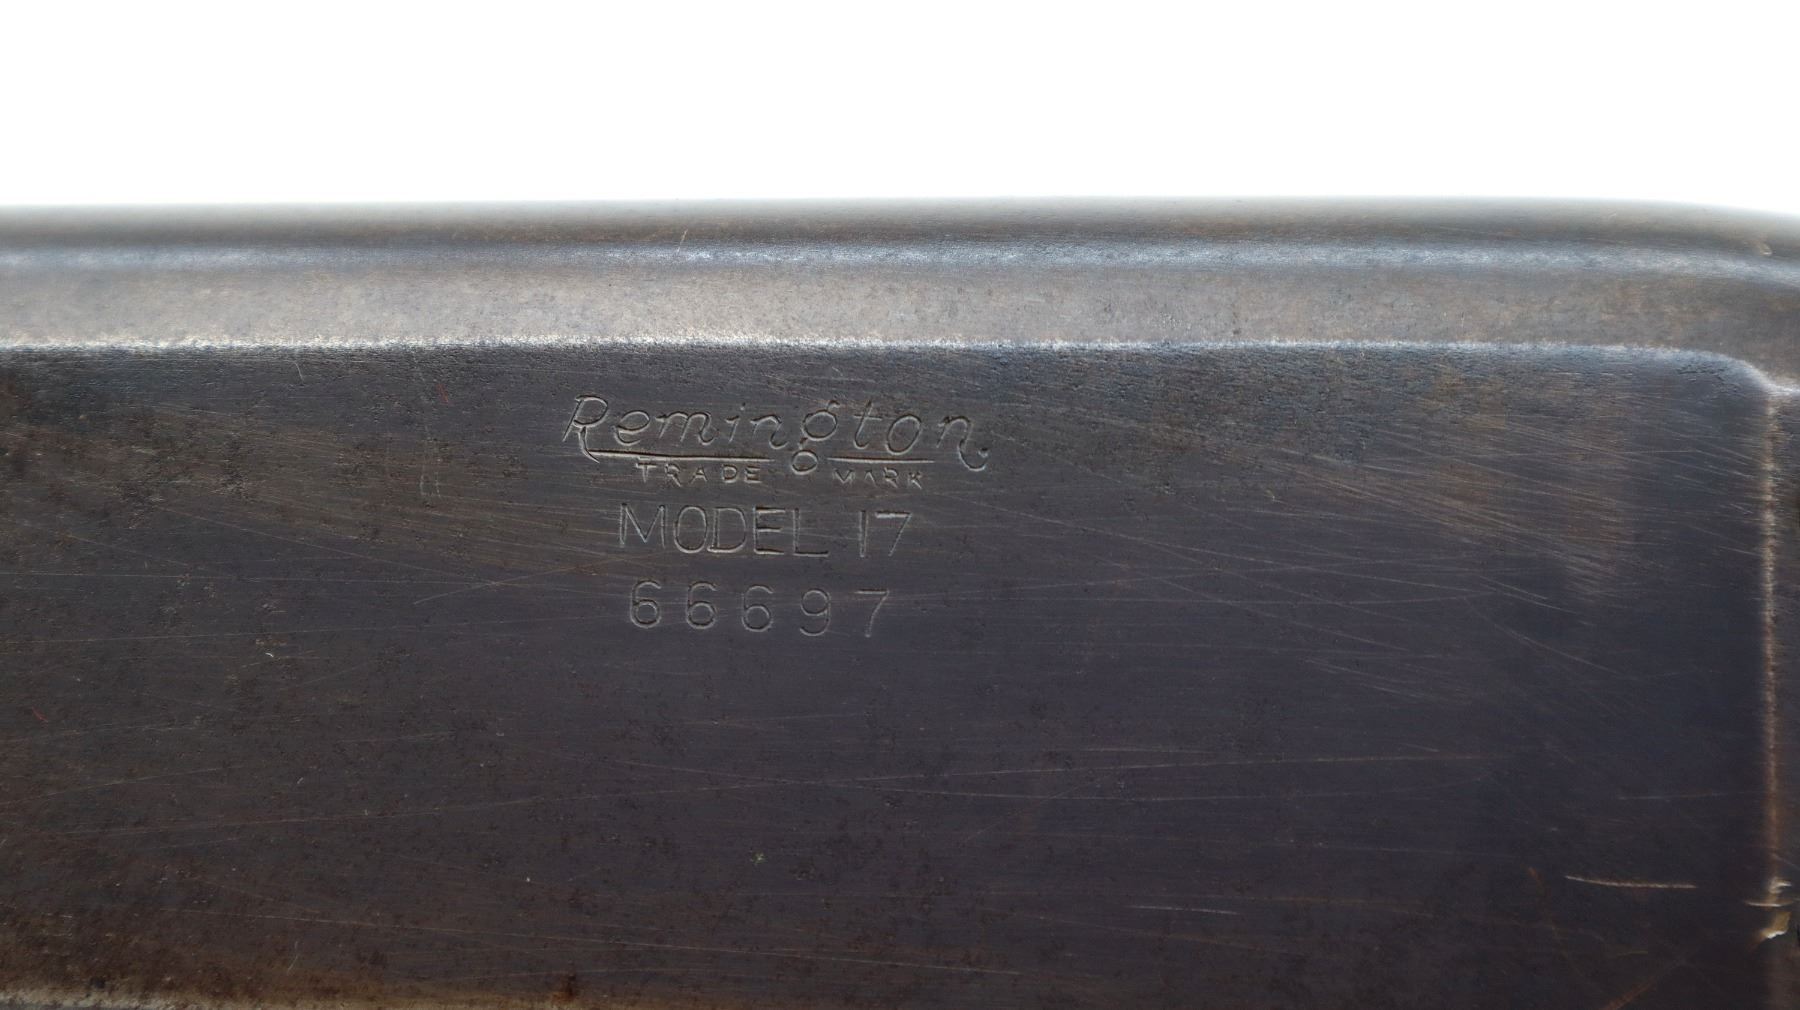 Remington
TRADE MARK
MODEL 17
66697